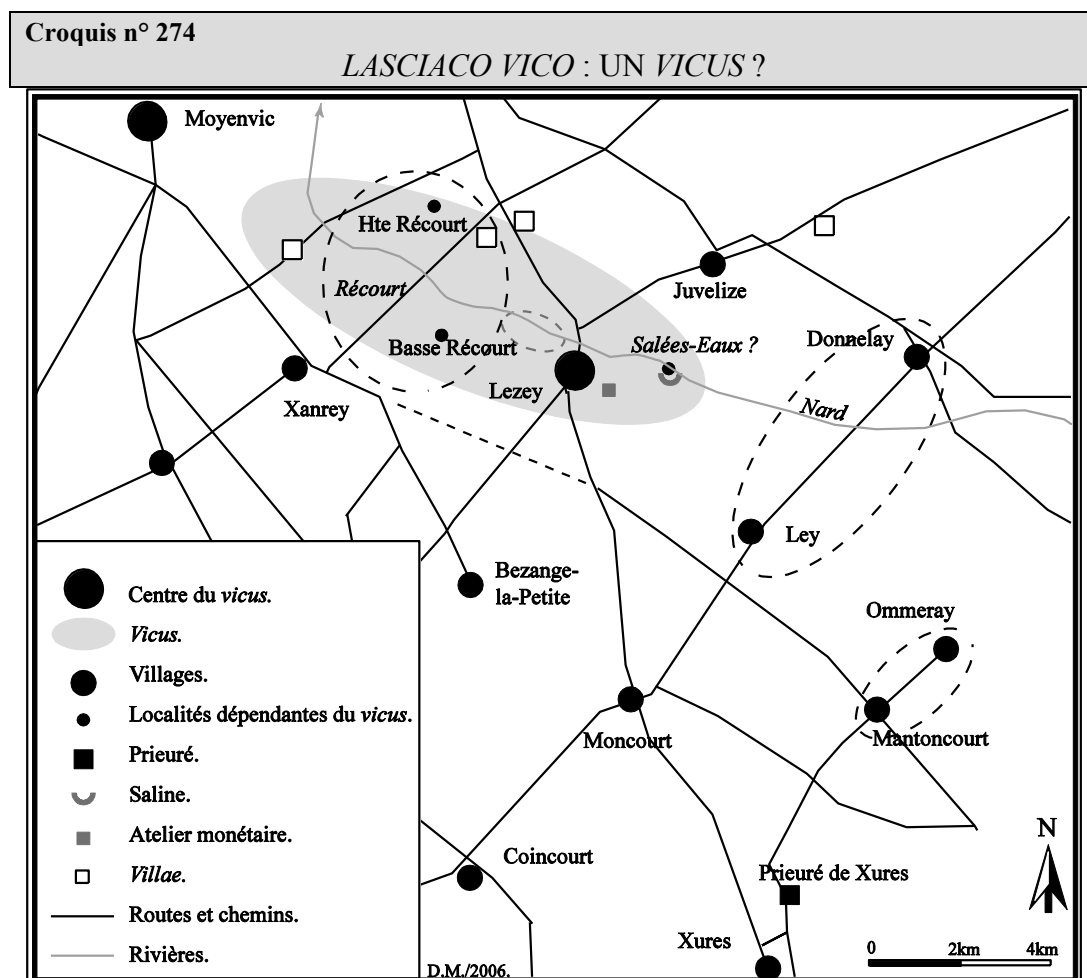 Croquis n° 274
LASCIACO VICO : UN VICUS ?
Moyenvic
Hte Récourt
Récourt
Juvelize
Basse Récourt
Salées-Eaux ?
Donnelay
Lezey
Xanrey
Nard
Ley
Bezange-
la-Petite
Ommeray
Moncourt
Mantoncourt
Coincourt
Prieuré de Xures
Xures
Centre du vicus.
Vicus.
Villages.
Localités dépendantes du vicus.
Prieuré.
Saline.
Atelier monétaire.
Villae.
Routes et chemins.
Rivières.
D.M./2006.
N
0 2km 4km